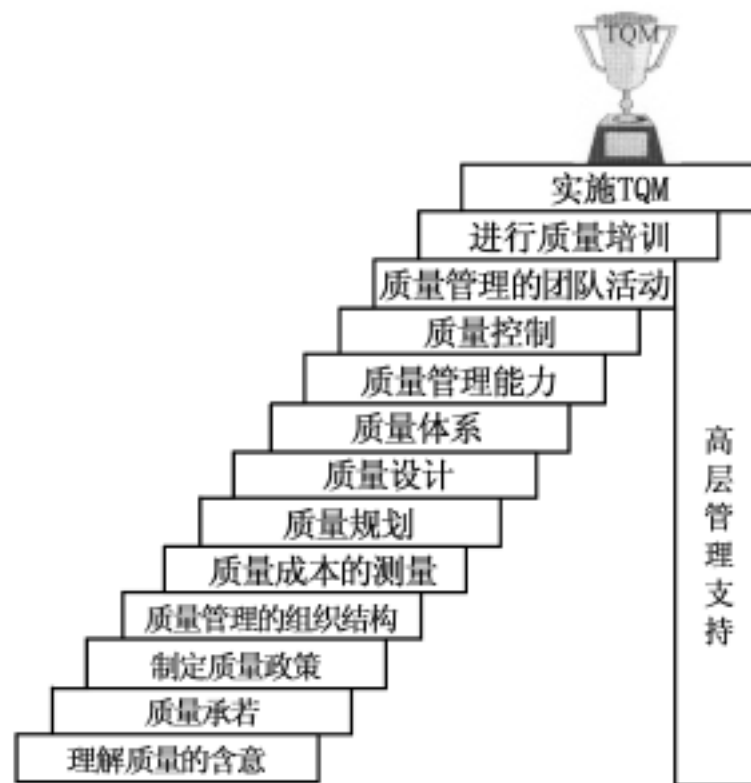 TQM
实施TQM
进行质量培训
质量管理的团队活动
质量控制
质量管理能力
质量体系
质量设计
质量规划
质量成本的测量
质量管理的组织结构
制定质量政策
质量承若
理解质量的含意
高层管理支持